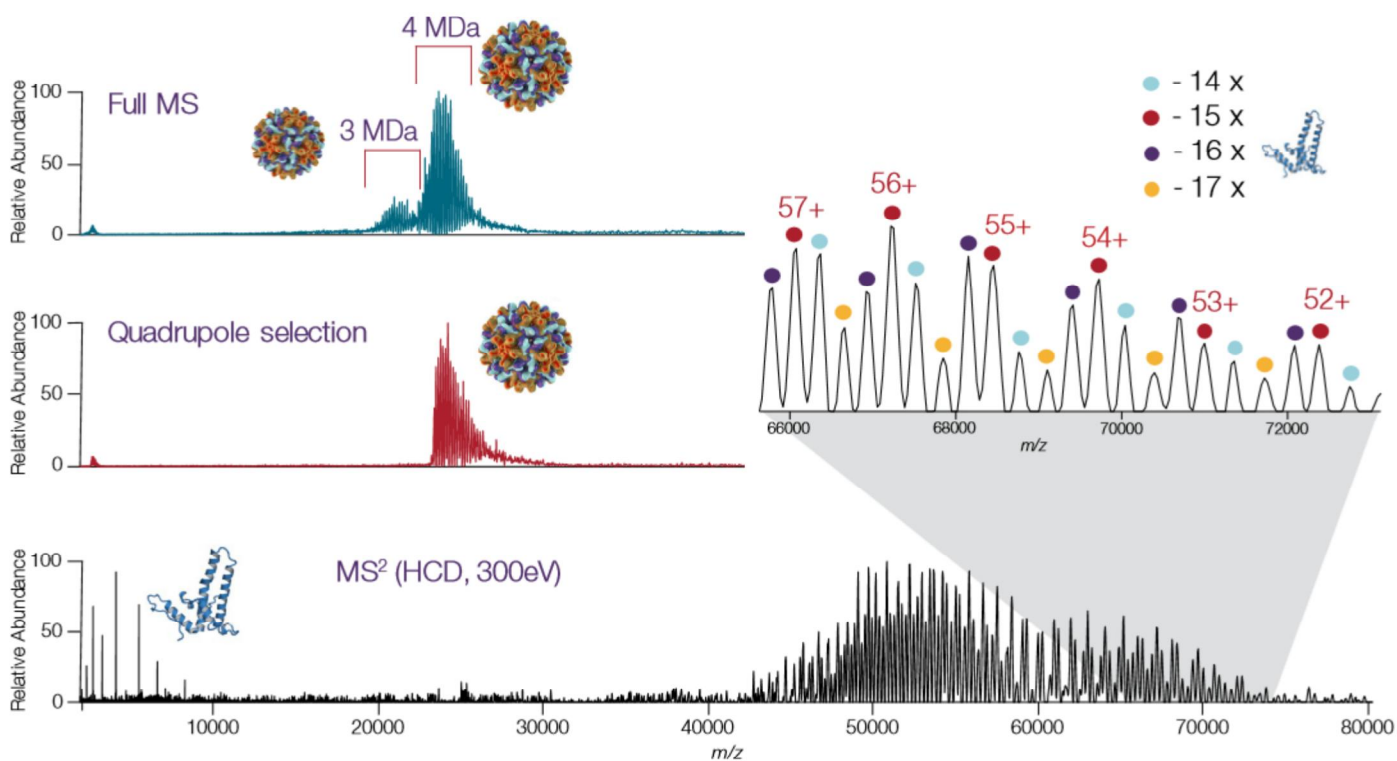 4 MDa
3 MDa
Full MS
Relative Abundance
100
50
0
Quadrupole selection
Relative Abundance
100
50
0
- 14 x
- 15 x
- 16 x
- 17 x
57+
56+
55+
54+
53+
52+
66000 68000 70000 72000
m/z
MS² (HCD, 300eV)
Relative Abundance
100
50
0
10000 20000 30000 40000 50000 60000 70000 80000
m/z